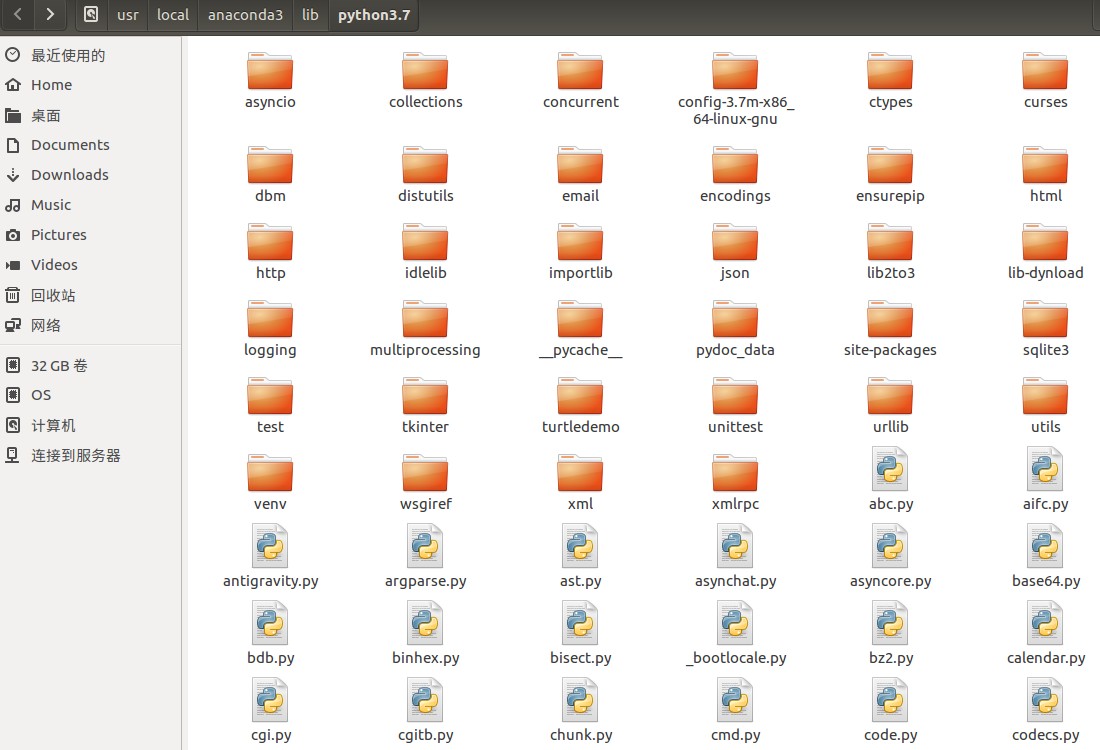 usr local anaconda3 lib python3.7
最近使用的
Home
桌面
Documents
Downloads
Music
Pictures
Videos
回收站
网络
32 GB 卷
OS
计算机
连接到服务器
asyncio collections concurrent config-3.7m-x86_ ctypes curses
64-linux-gnu
dbm distutils email encodings ensurepip html
http idlelib importlib json lib2to3 lib-dynload
logging multiprocessing __pycache__ pydoc_data site-packages sqlite3
test tkinter turtledemo unittest urllib utils
venv wsgiref xml xmlrpc abc.py aifc.py
antigravity.py argparse.py ast.py asynchat.py asyncore.py base64.py
bdb.py binhex.py bisect.py _bootlocale.py bz2.py calendar.py
cgi.py cgitb.py chunk.py cmd.py code.py codecs.py